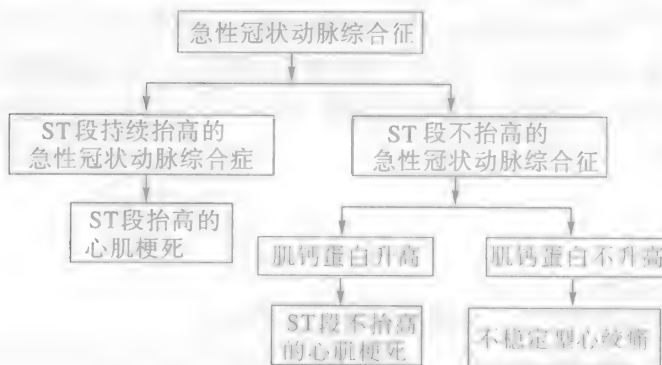 急性冠状动脉综合征
ST段持续抬高的
急性冠状动脉综合症
ST段不抬高的
急性冠状动脉综合征
ST段抬高的
心肌梗死
肌钙蛋白升高
肌钙蛋白不升高
ST段不抬高
的心肌梗死
不稳定型心绞痛